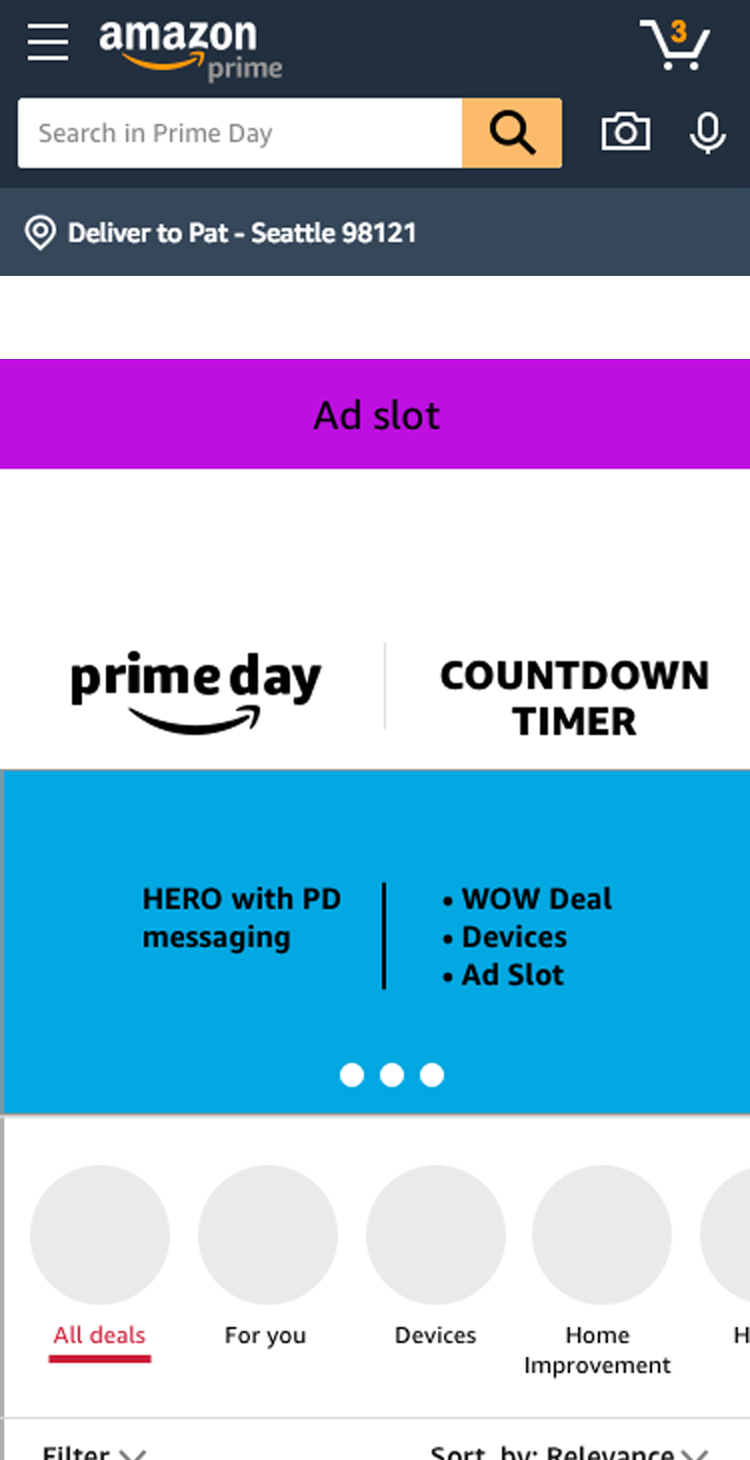 amazon
prime
3
Search in Prime Day
Deliver to Pat - Seattle 98121
Ad slot
prime day
COUNTDOWN
TIMER
HERO with PD
messaging
• WOW Deal
• Devices
• Ad Slot
All deals
For you
Devices
Home
Improvement
H
Filter
Sort by: Relevance